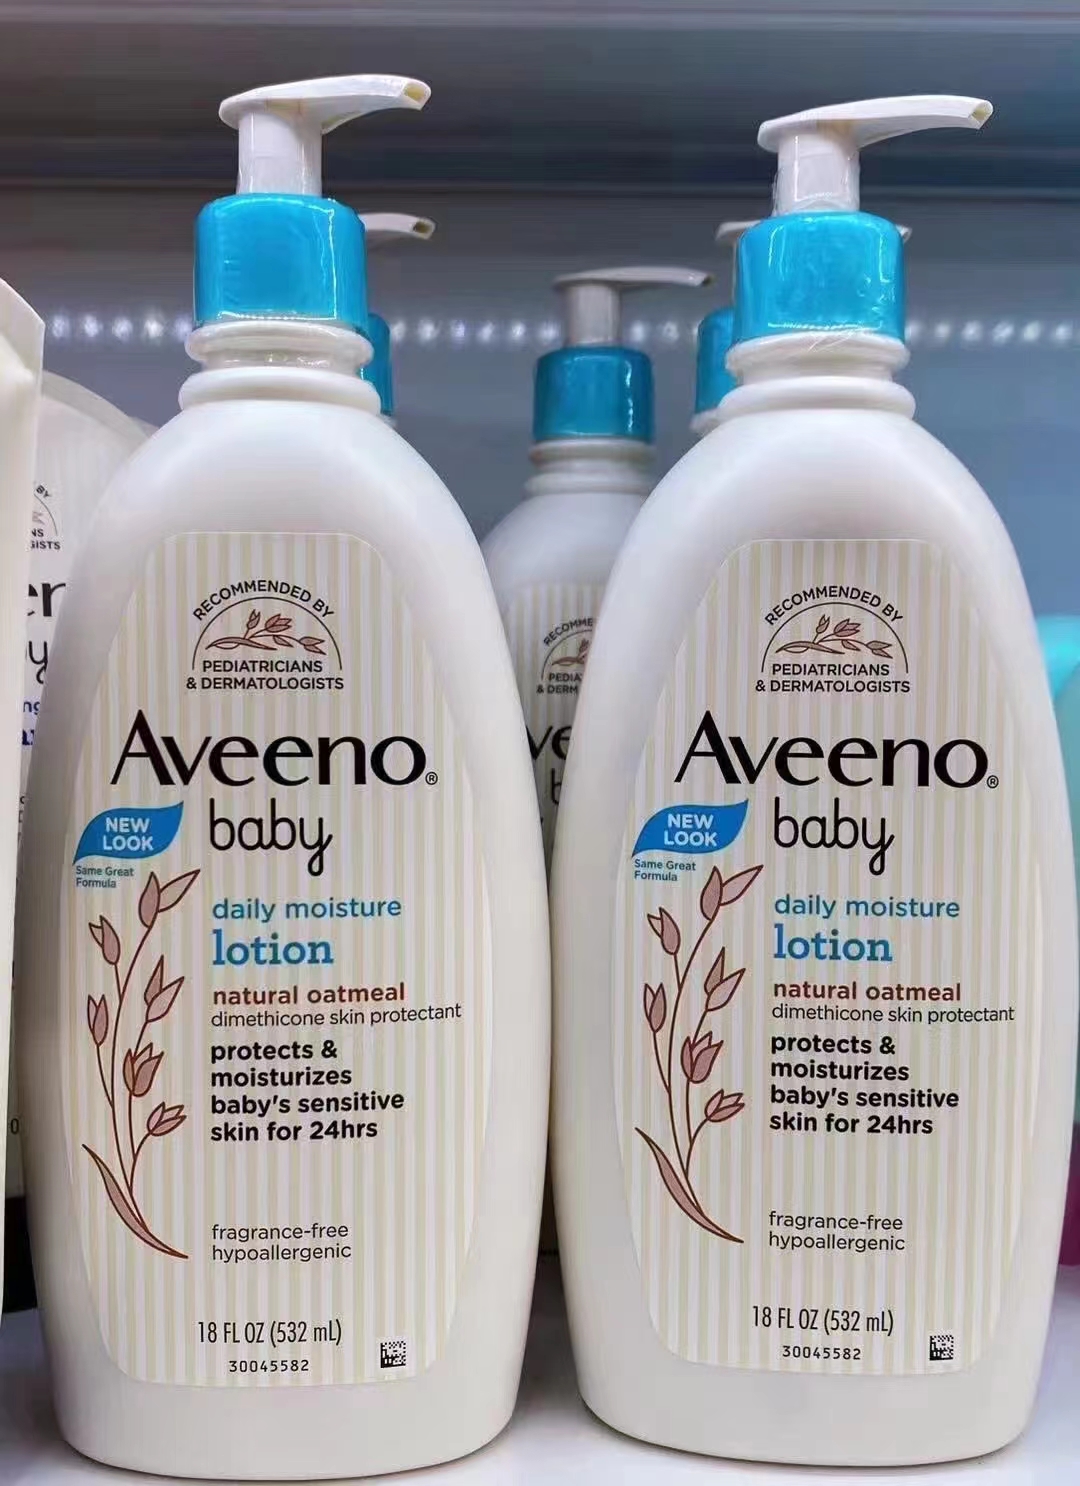 RECOMMENDED BY
PEDIATRICIANS
& DERMATOLOGISTS
Aveeno®
baby
NEW
LOOK
Same Great
Formula
daily moisture
lotion
natural oatmeal
dimethicone skin protectant
protects &
moisturizes
baby's sensitive
skin for 24hrs
fragrance-free
hypoallergenic
18 FL OZ (532 mL)
30045582
RECOMMENDED BY
PEDIATRICIANS
& DERMATOLOGISTS
Aveeno®
baby
NEW
LOOK
Same Great
Formula
daily moisture
lotion
natural oatmeal
dimethicone skin protectant
protects &
moisturizes
baby's sensitive
skin for 24hrs
fragrance-free
hypoallergenic
18 FL OZ (532 mL)
30045582